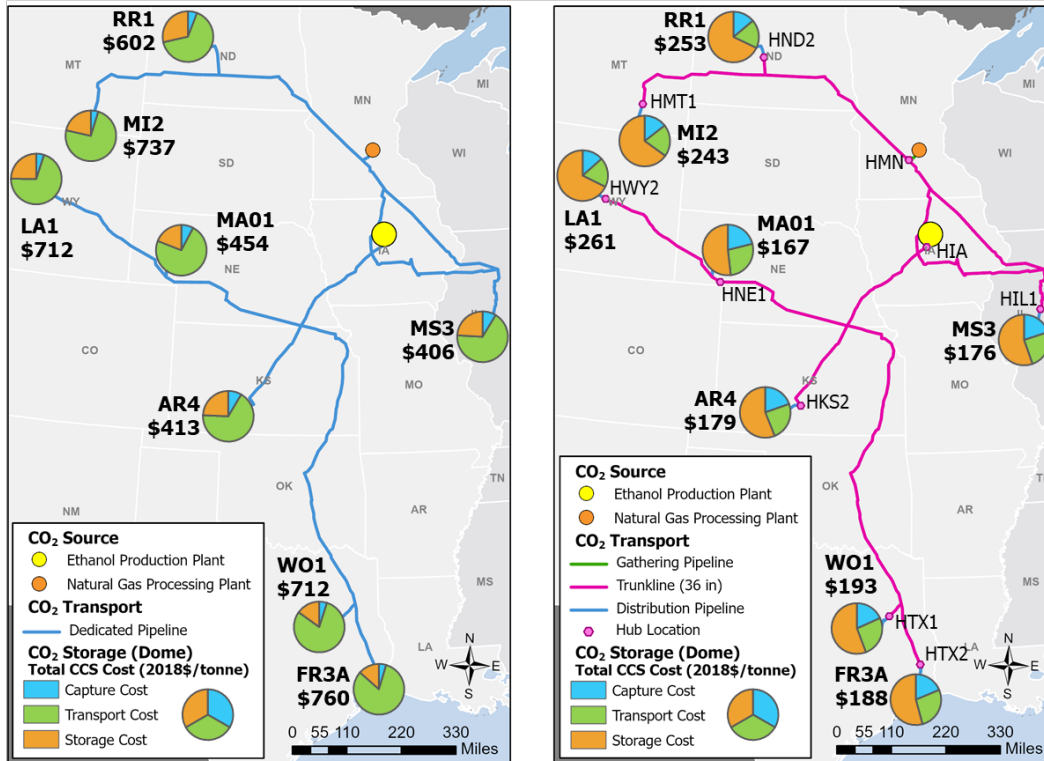 RR1
$602
ND
MT
MN
MI
MI2
$737
SD
WI
LA1
$712
WY
MA01
$454
IA
NE
MS3
$406
CO
MO
KS
AR4
$413
OK
TN
NM
AR
CO₂ Source
Ethanol Production Plant
Natural Gas Processing Plant
CO₂ Transport
Dedicated Pipeline
CO₂ Storage (Dome)
Total CCS Cost (2018$/tonne)
Capture Cost
Transport Cost
Storage Cost
WO1
$712
MS
LA
FR3A
$760
N
W
E
S
0 55 110 220 330
Miles
RR1
$253
HND2
ND
MT
HMT1
MN
MI
MI2
$243
SD
HMN
WI
HWY2
WY
LA1
$261
MA01
$167
IA
HIA
NE
HNE1
HIL1
MS3
$176
CO
MO
KS
AR4
$179
HKS2
OK
AR
CO₂ Source
Ethanol Production Plant
Natural Gas Processing Plant
CO₂ Transport
Gathering Pipeline
Trunkline (36 in)
Distribution Pipeline
Hub Location
CO₂ Storage (Dome)
Total CCS Cost (2018$/tonne)
Capture Cost
Transport Cost
Storage Cost
WO1
$193
HTX1
MS
LA
HTX2
FR3A
$188
N
W
E
S
0 55 110 220 330
Miles